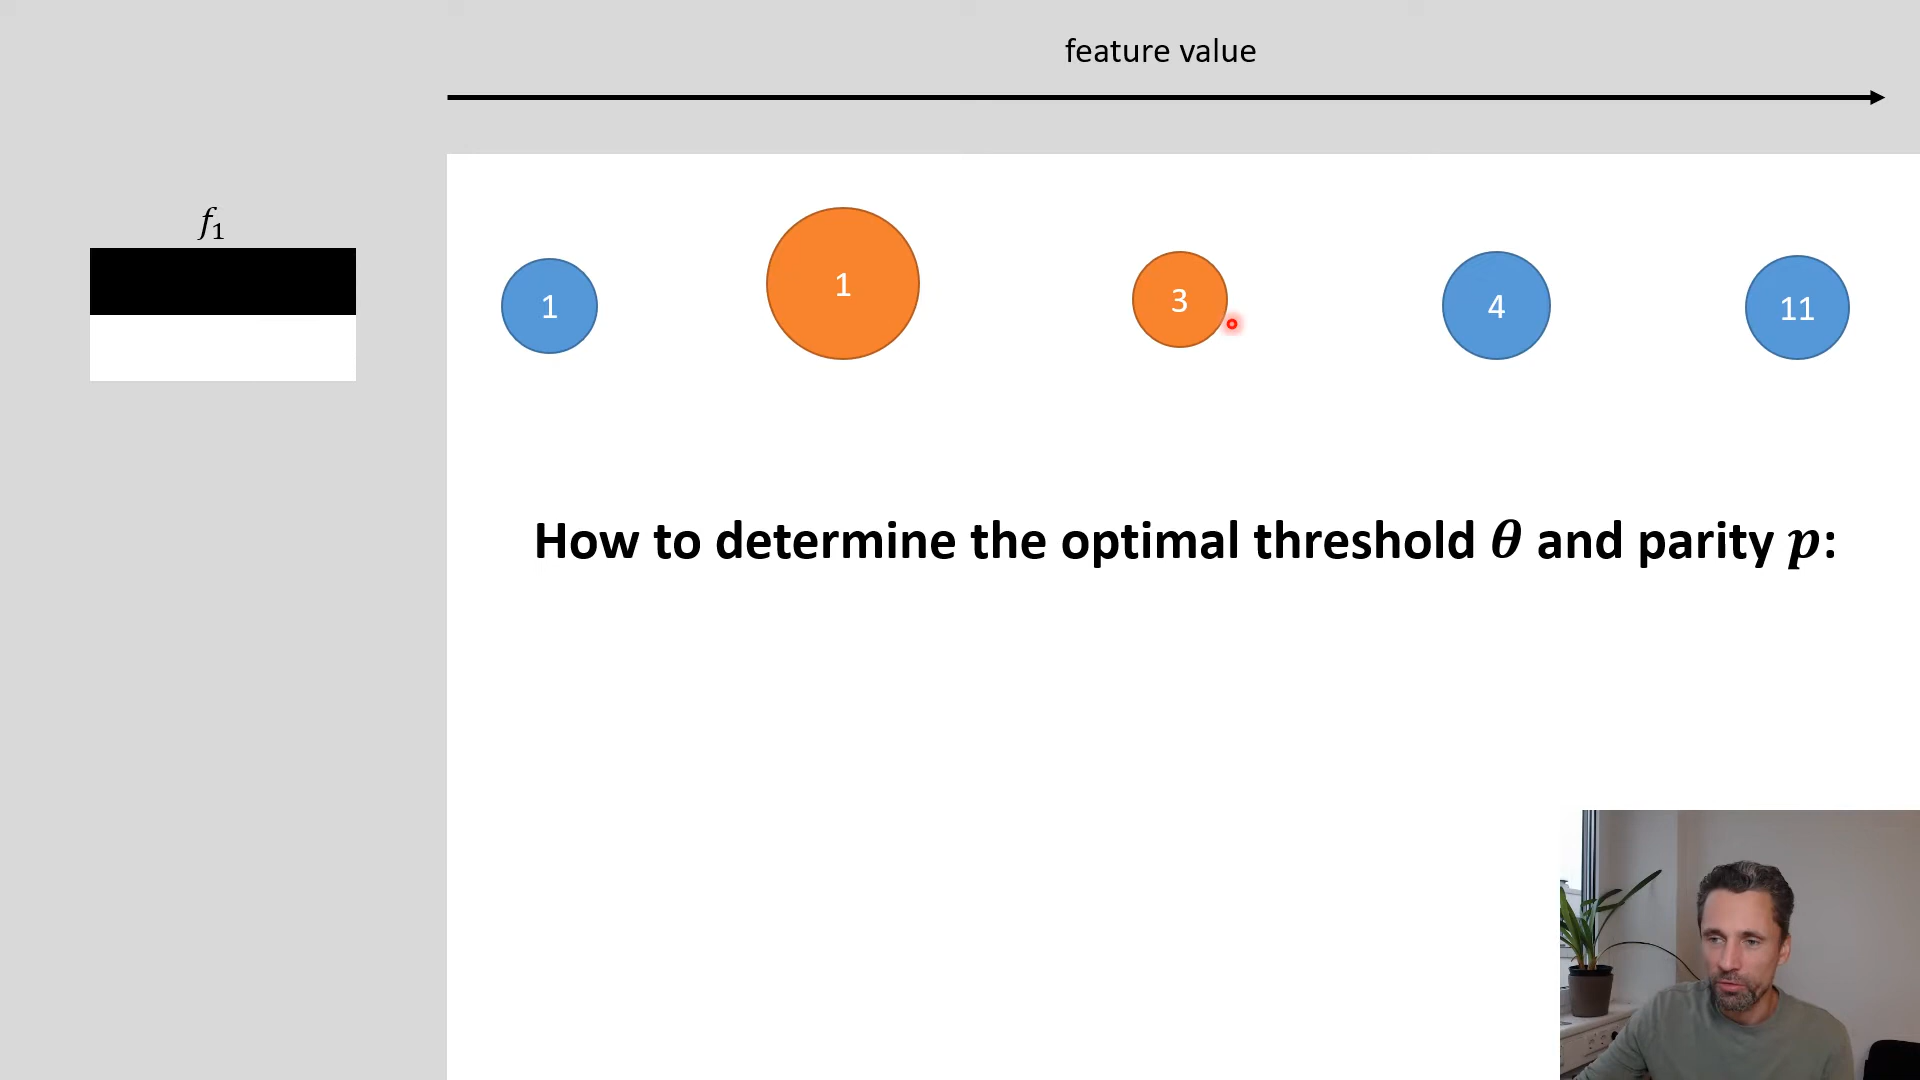 feature value
f₁
1
1
3
4
11
How to determine the optimal threshold θ and parity p: